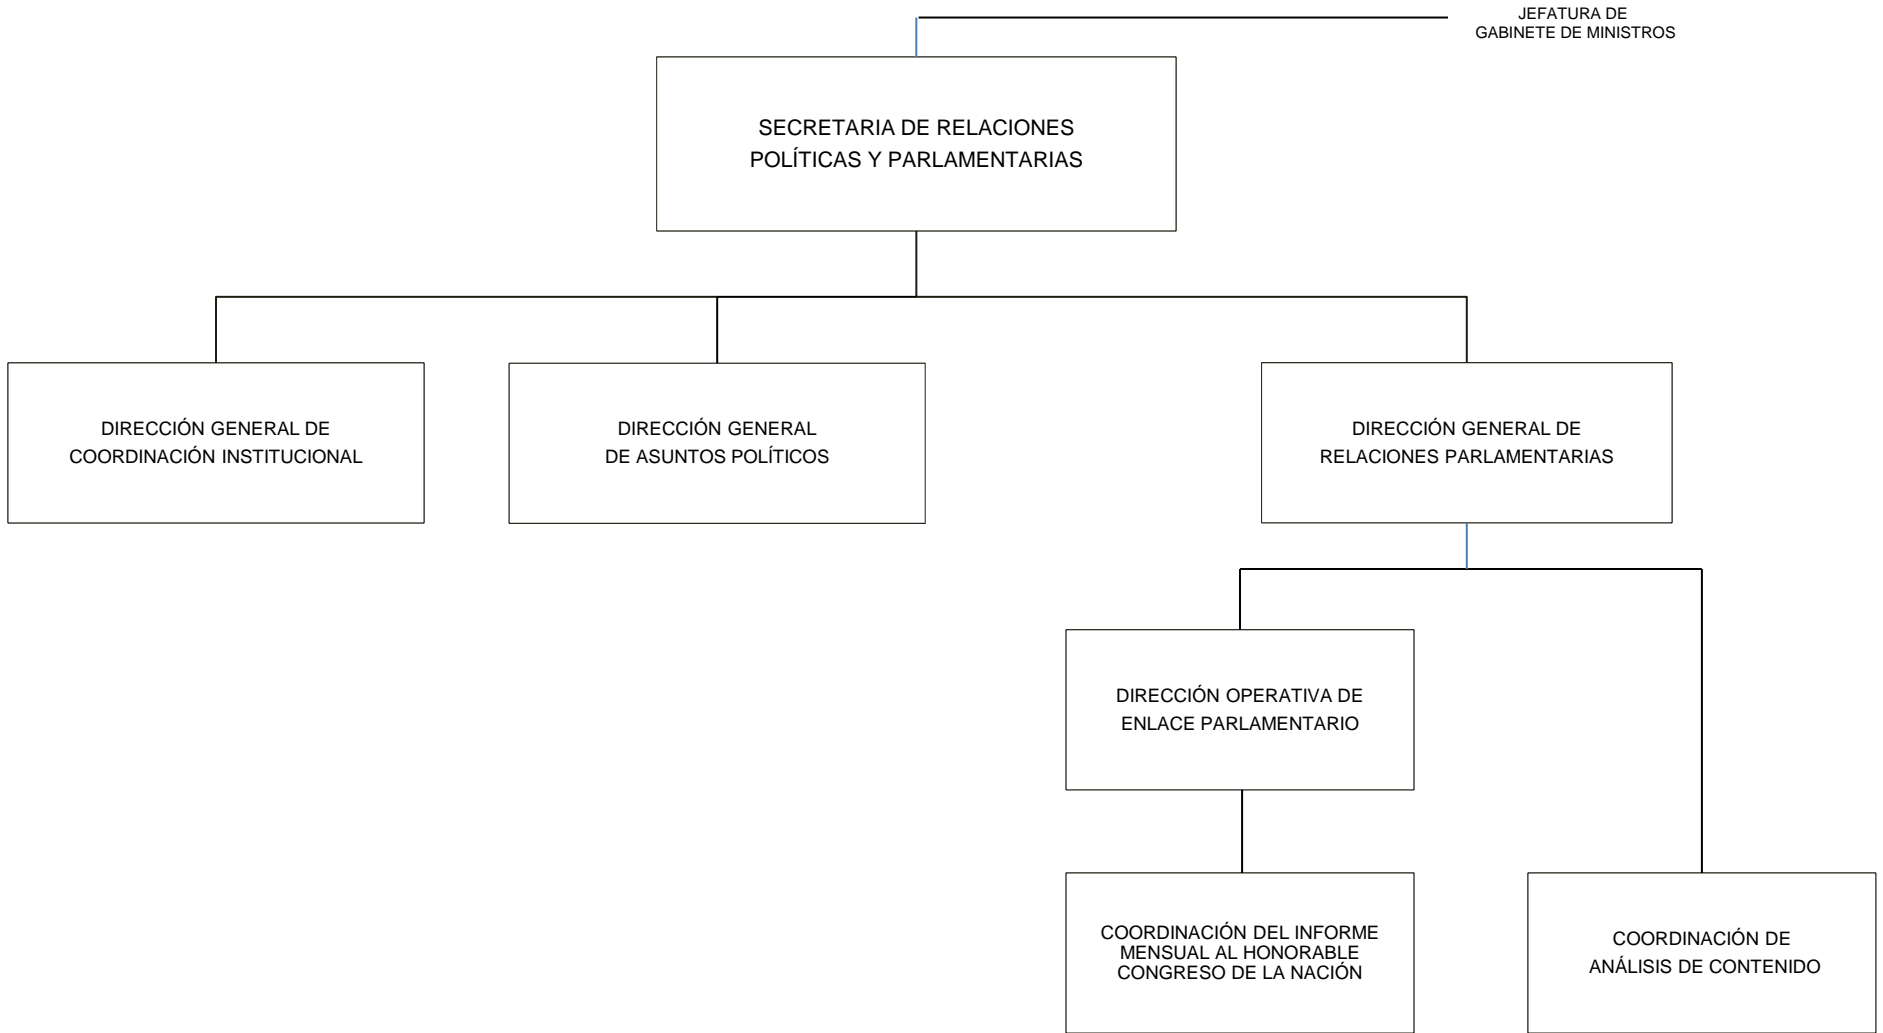 JEFATURA DE
GABINETE DE MINISTROS
SECRETARIA DE RELACIONES
POLÍTICAS Y PARLAMENTARIAS
DIRECCIÓN GENERAL DE
COORDINACIÓN INSTITUCIONAL
DIRECCIÓN GENERAL
DE ASUNTOS POLÍTICOS
DIRECCIÓN GENERAL DE
RELACIONES PARLAMENTARIAS
DIRECCIÓN OPERATIVA DE
ENLACE PARLAMENTARIO
COORDINACIÓN DEL INFORME
MENSUAL AL HONORABLE
CONGRESO DE LA NACIÓN
COORDINACIÓN DE
ANÁLISIS DE CONTENIDO